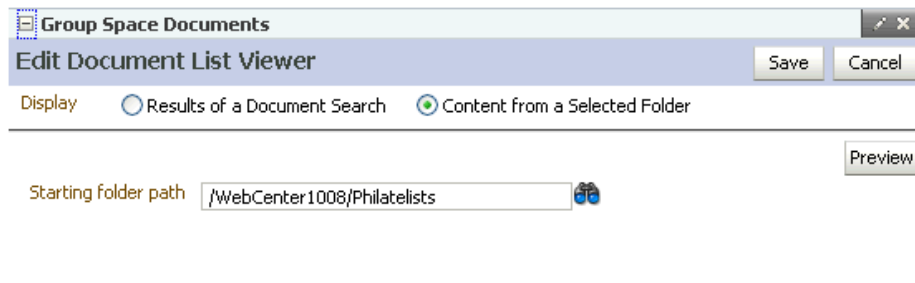 Group Space Documents
Edit Document List Viewer Save Cancel
Display Results of a Document Search Content from a Selected Folder
Preview
Starting folder path /WebCenter1008/Philatelists